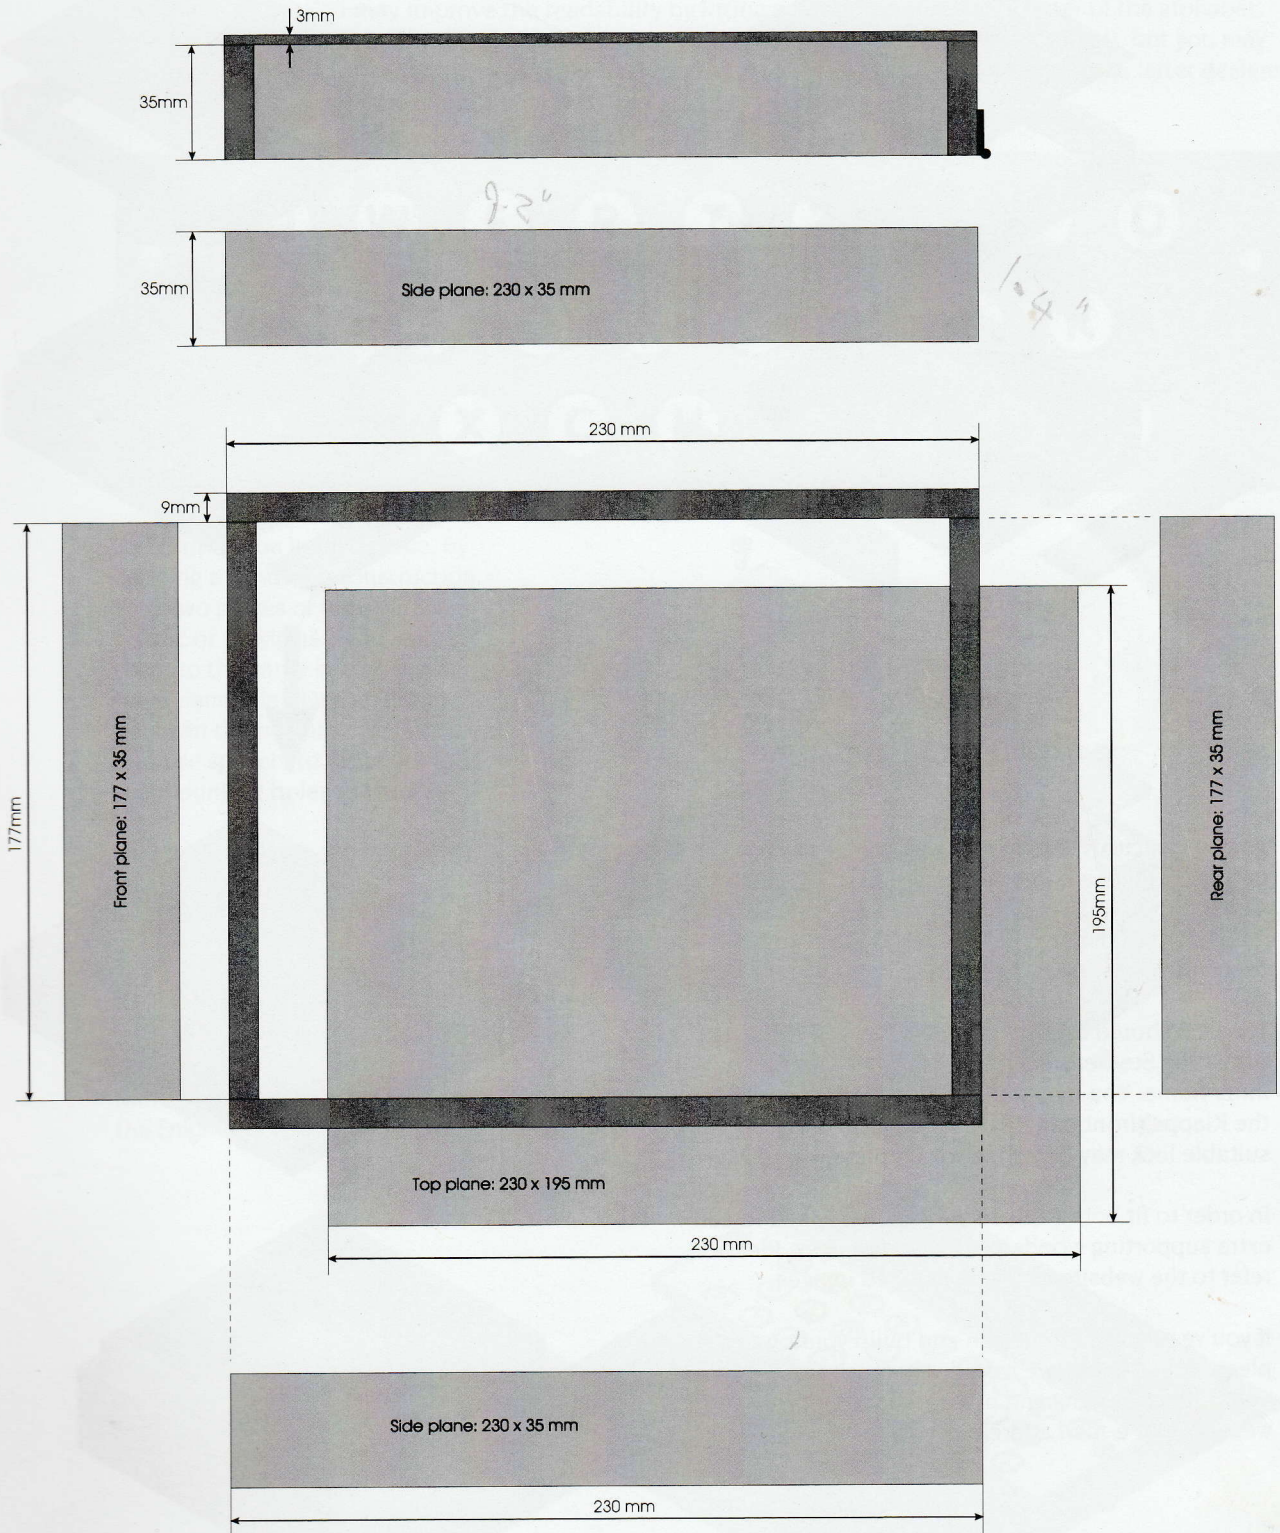 3mm
35mm
35mm
Side plane: 230 x 35 mm
230 mm
9mm
177mm
Front plane: 177 x 35 mm
195mm
Rear plane: 177 x 35 mm
Top plane: 230 x 195 mm
230 mm
Side plane: 230 x 35 mm
230 mm